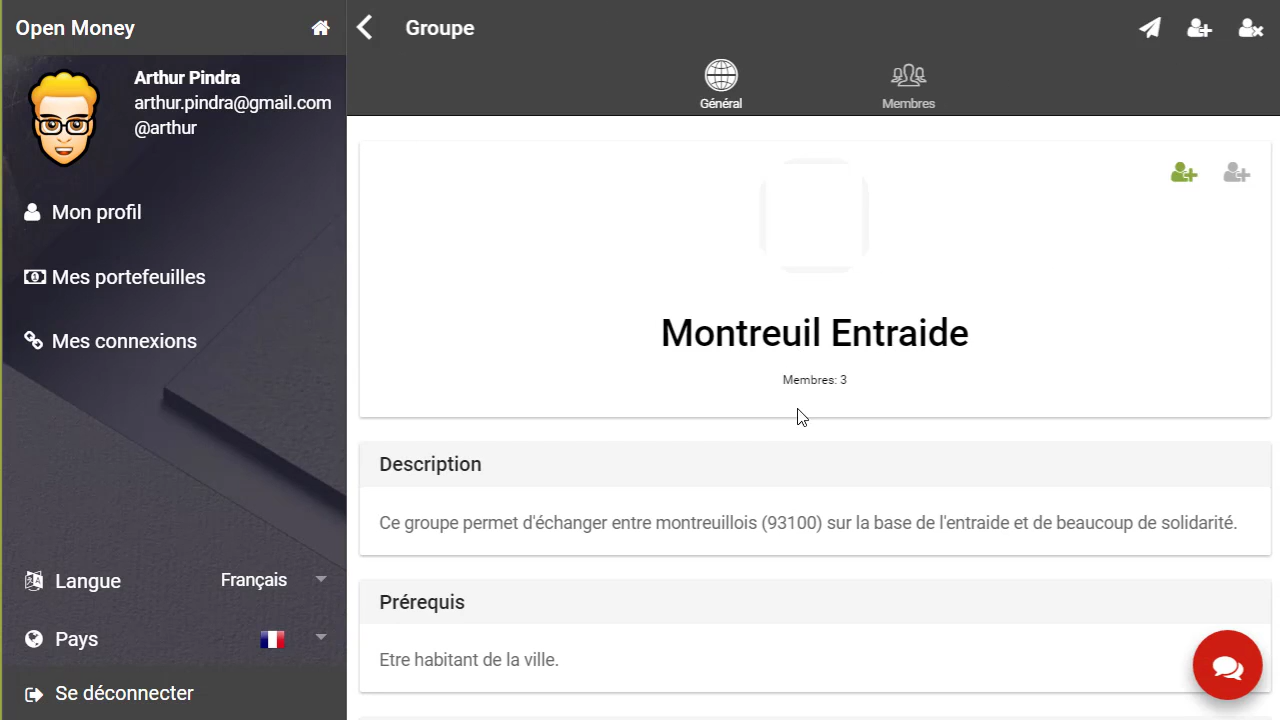 Open Money
Arthur Pindra
arthur.pindra@gmail.com
@arthur
Mon profil
Mes portefeuilles
Mes connexions
Langue Français
Pays
Se déconnecter
Groupe
Général Membres
Montreuil Entraide
Membres: 3
Description
Ce groupe permet d'échanger entre montreuillois (93100) sur la base de l'entraide et de beaucoup de solidarité.
Prérequis
Etre habitant de la ville.